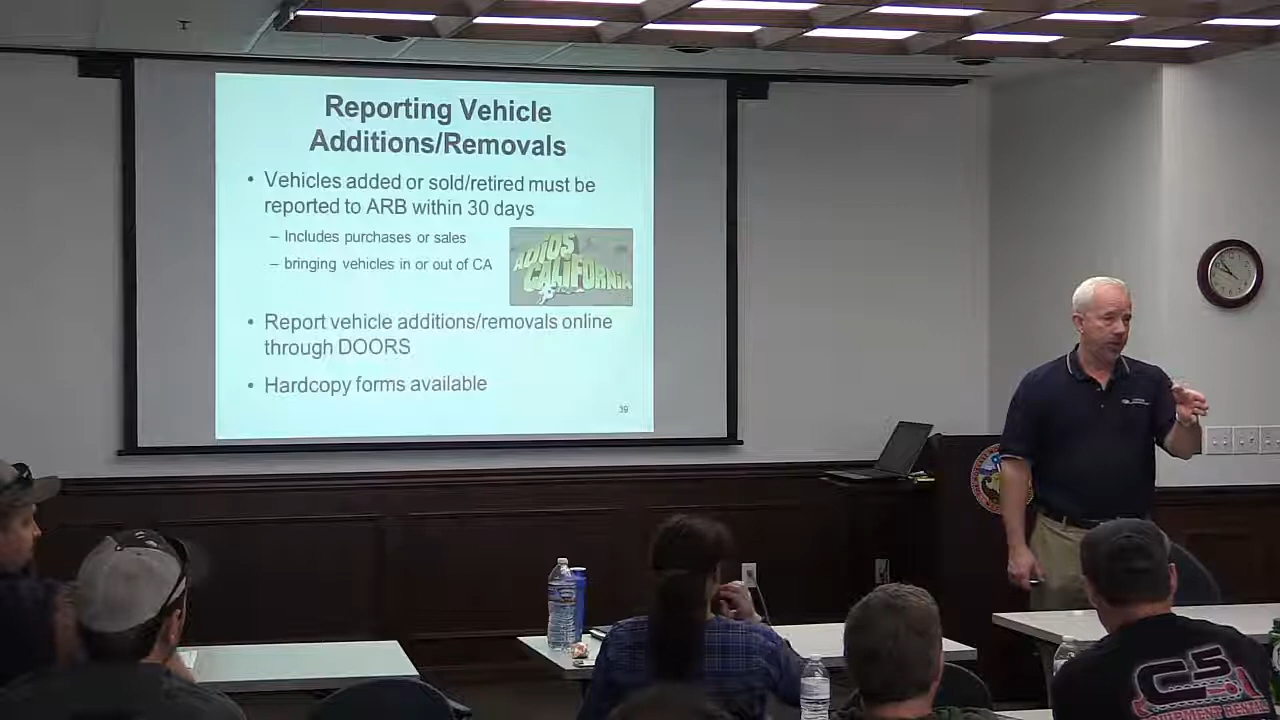 Reporting Vehicle
Additions/Removals
• Vehicles added or sold/retired must be
reported to ARB within 30 days
– Includes purchases or sales
– bringing vehicles in or out of CA
ADIOS
CALIFORNIA
• Report vehicle additions/removals online
through DOORS
• Hardcopy forms available
39
C5